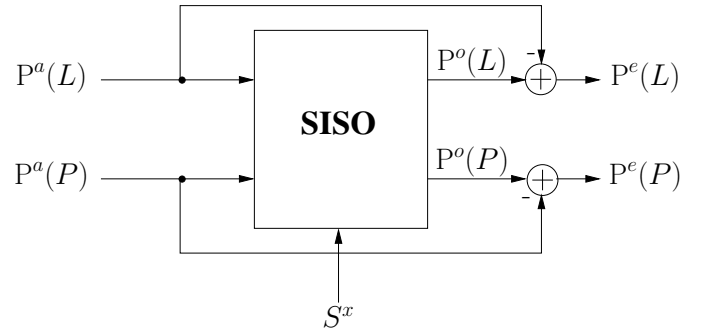 -
P^o(L)
P^a(L)
+
P^e(L)
SISO
P^o(P)
P^a(P)
+
P^e(P)
-
S^x